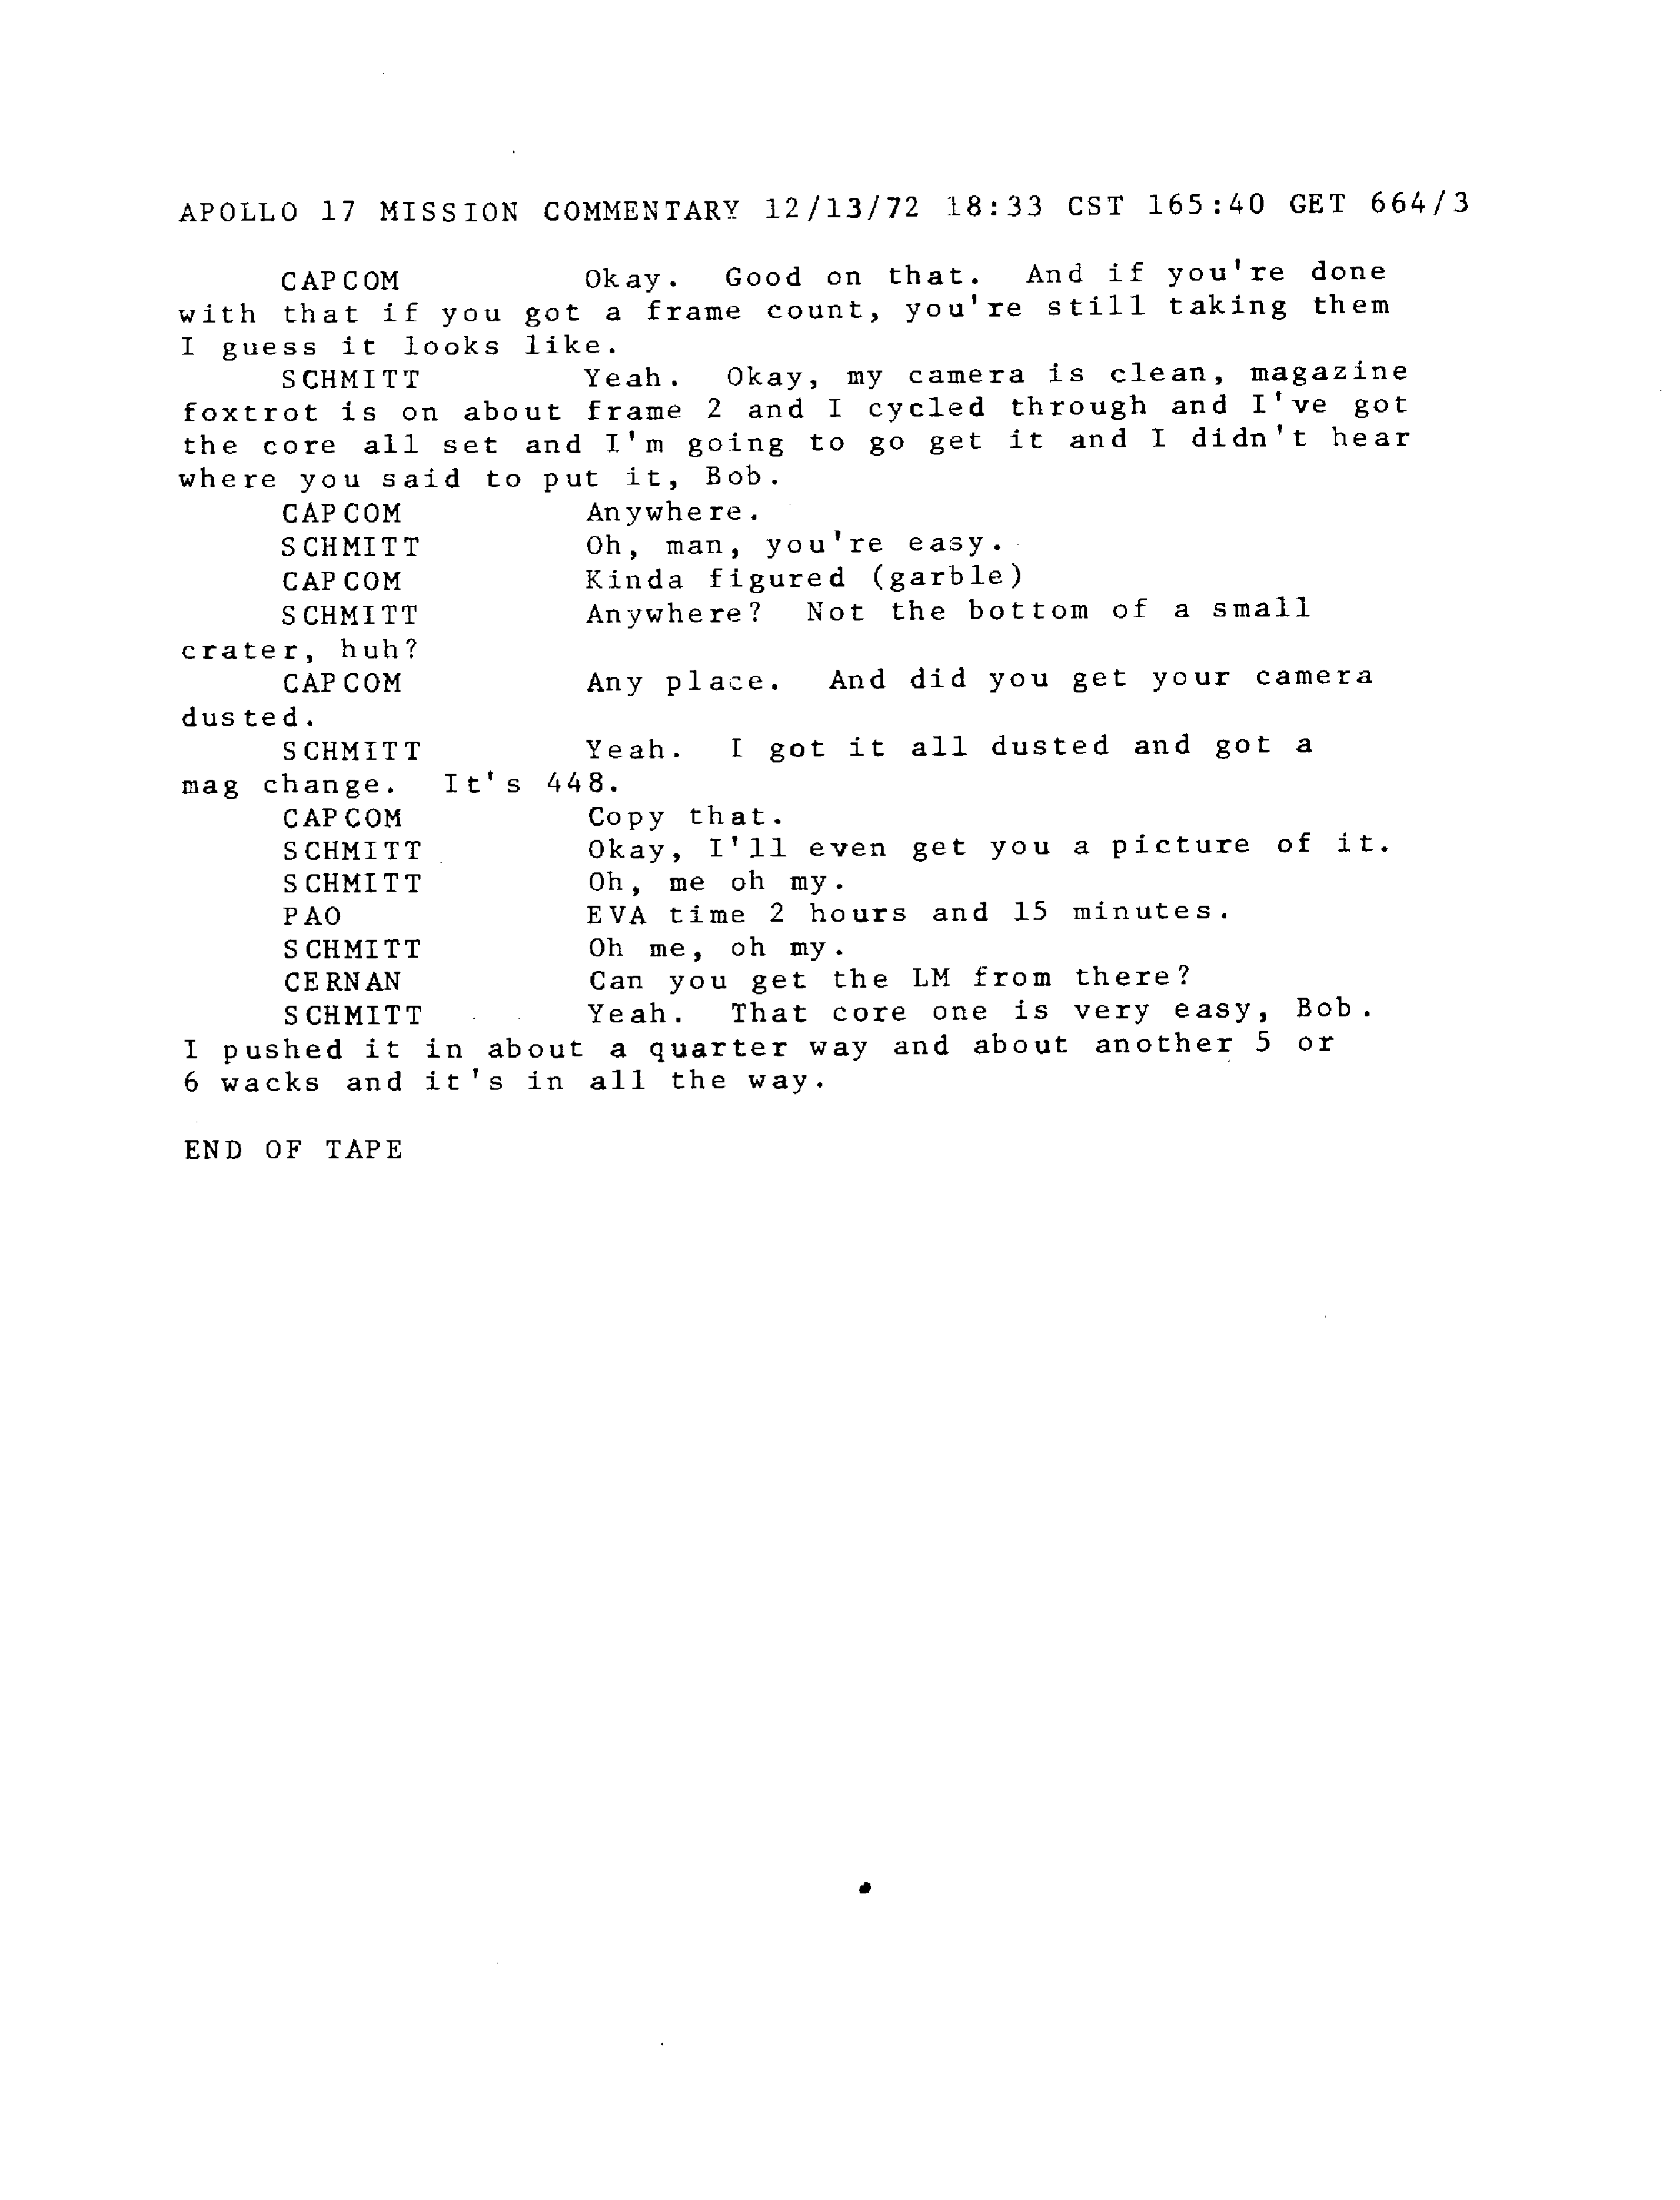 APOLLO 17 MISSION COMMENTARY 12/13/72 18:33 CST 165:40 GET 664/3
CAPCOM Okay. Good on that. And if you're done
with that if you got a frame count, you're still taking them
I guess it looks like.
SCHMITT Yeah. Okay, my camera is clean, magazine
foxtrot is on about frame 2 and I cycled through and I've got
the core all set and I'm going to go get it and I didn't hear
where you said to put it, Bob.
CAPCOM Anywhere.
SCHMITT Oh, man, you're easy.
CAPCOM Kinda figured (garble)
SCHMITT Anywhere? Not the bottom of a small
crater, huh?
CAPCOM Any place. And did you get your camera
dusted.
SCHMITT Yeah. I got it all dusted and got a
mag change. It's 448.
CAPCOM Copy that.
SCHMITT Okay, I'll even get you a picture of it.
SCHMITT Oh, me oh my.
PAO EVA time 2 hours and 15 minutes.
SCHMITT Oh me, oh my.
CERNAN Can you get the LM from there?
SCHMITT Yeah. That core one is very easy, Bob.
I pushed it in about a quarter way and about another 5 or
6 wacks and it's in all the way.
END OF TAPE